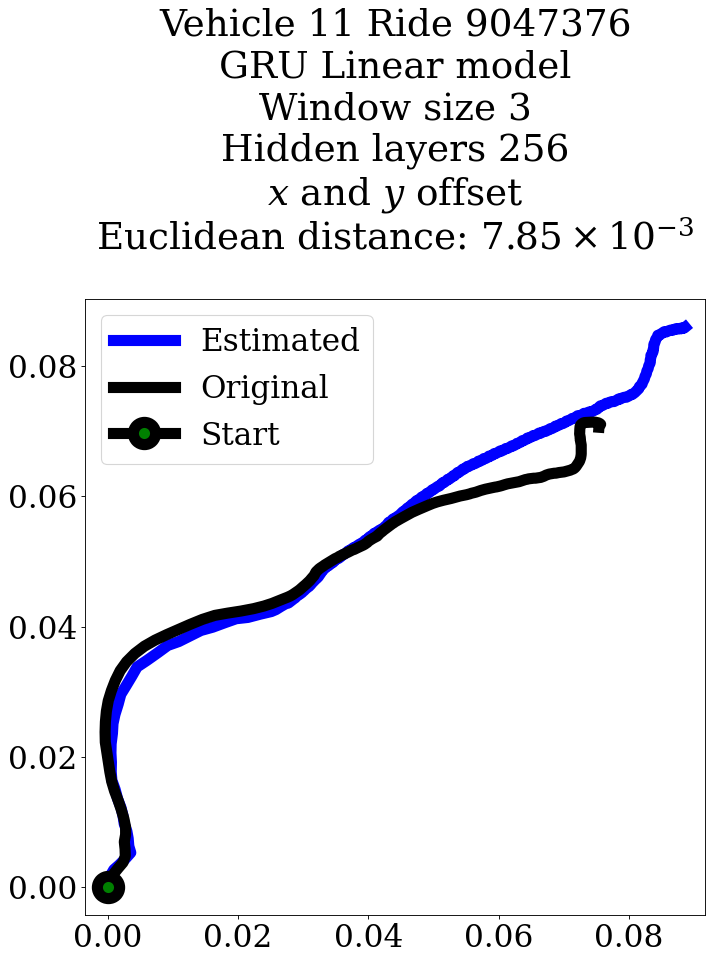 Vehicle 11 Ride 9047376
GRU Linear model
Window size 3
Hidden layers 256
x and y offset
Euclidean distance: 7.85 × 10⁻³
Estimated
Original
Start
0.08
0.06
0.04
0.02
0.00
0.00 0.02 0.04 0.06 0.08